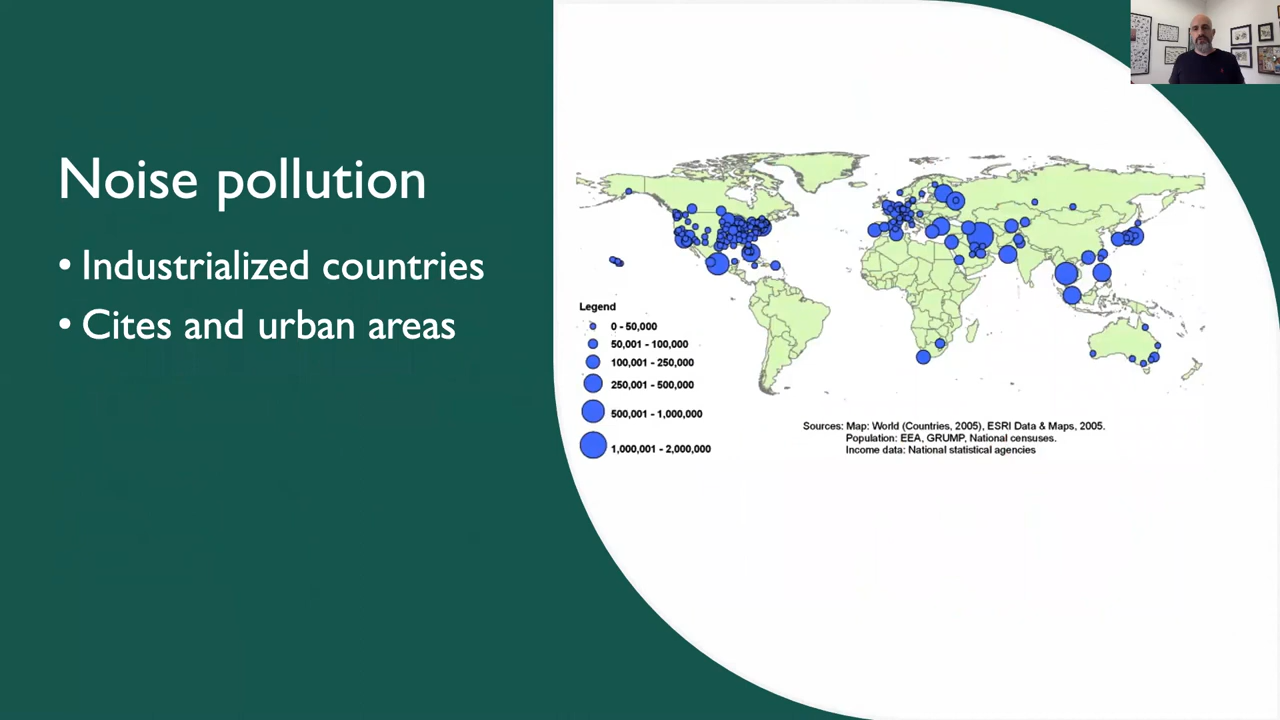 Noise pollution
• Industrialized countries
• Cites and urban areas
Legend
0 - 50,000
50,001 - 100,000
100,001 - 250,000
250,001 - 500,000
500,001 - 1,000,000
1,000,001 - 2,000,000
Sources: Map: World (Countries, 2005), ESRI Data & Maps, 2005.
Population: EEA, GRUMP, National censuses.
Income data: National statistical agencies